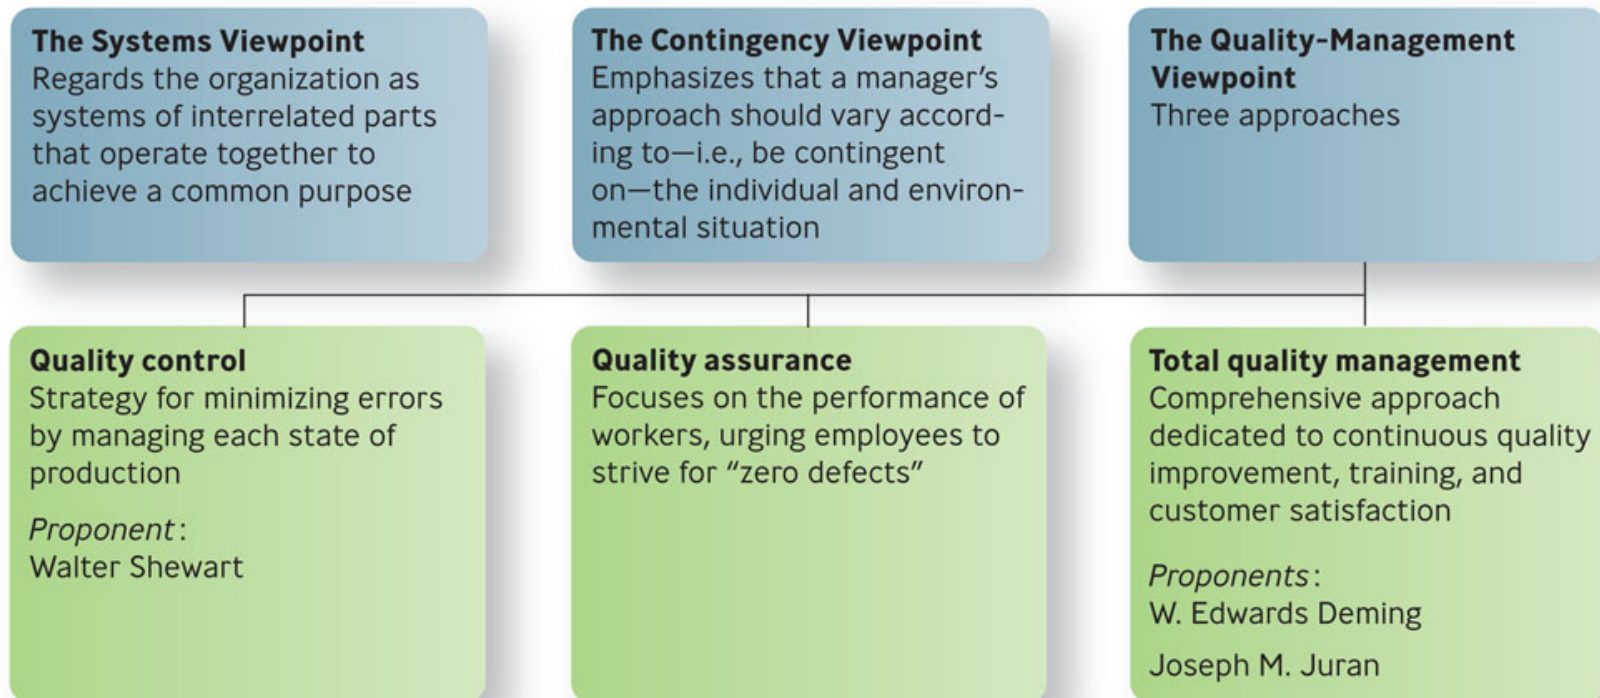 The Systems Viewpoint
Regards the organization as
systems of interrelated parts
that operate together to
achieve a common purpose
The Contingency Viewpoint
Emphasizes that a manager’s
approach should vary accord-
ing to—i.e., be contingent
on—the individual and environ-
mental situation
The Quality-Management
Viewpoint
Three approaches
Quality control
Strategy for minimizing errors
by managing each state of
production
Proponent:
Walter Shewart
Quality assurance
Focuses on the performance of
workers, urging employees to
strive for “zero defects”
Total quality management
Comprehensive approach
dedicated to continuous quality
improvement, training, and
customer satisfaction
Proponents:
W. Edwards Deming
Joseph M. Juran